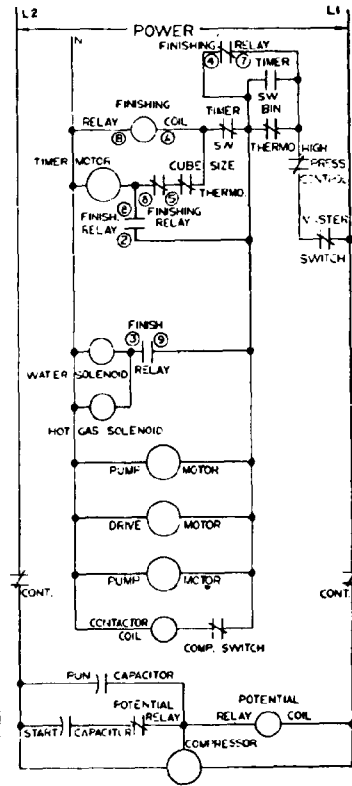 L2 L1
POWER
N
FINISHING RELAY
④ ⑦
TIMER
SW
FINISHING
RELAY COIL
Ⓑ Ⓐ
TIMER
SW
BIN
THERMO
HIGH
PRESS
CONTROL
TIMER MOTOR
CUBE SIZE
THERMO.
⑧ ⑤
FINISHING
RELAY
FINISH
RELAY
②
SWITCH
FINISH
③ ⑨
RELAY
WATER SOLENOID
HOT GAS SOLENOID
PUMP MOTOR
DRIVE MOTOR
PUMP MOTOR
CONT. CONT.
CONTACTOR
COIL
COMP. SWITCH
RUN CAPACITOR
POTENTIAL
RELAY
POTENTIAL
RELAY COIL
START CAPACITOR
COMPRESSOR